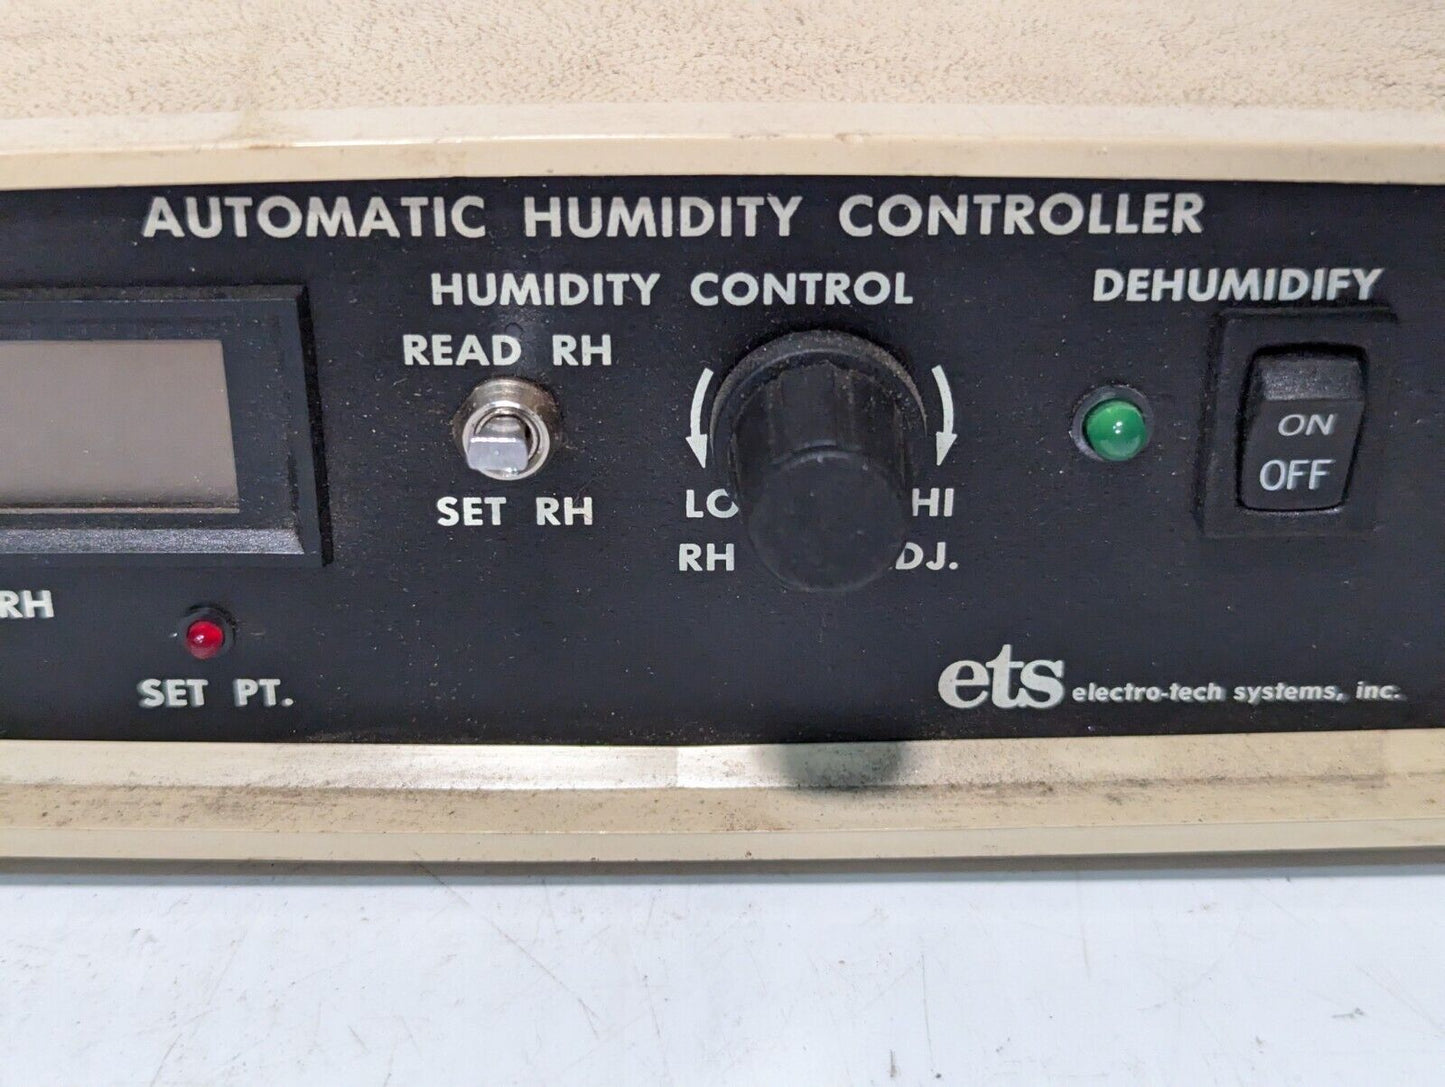 AUTOMATIC HUMIDITY CONTROLLER
HUMIDITY CONTROL
DEHUMIDIFY
READ RH
ON
OFF
SET RH
LO HI
RH
RH
SET PT.
ets electro-tech systems, inc.